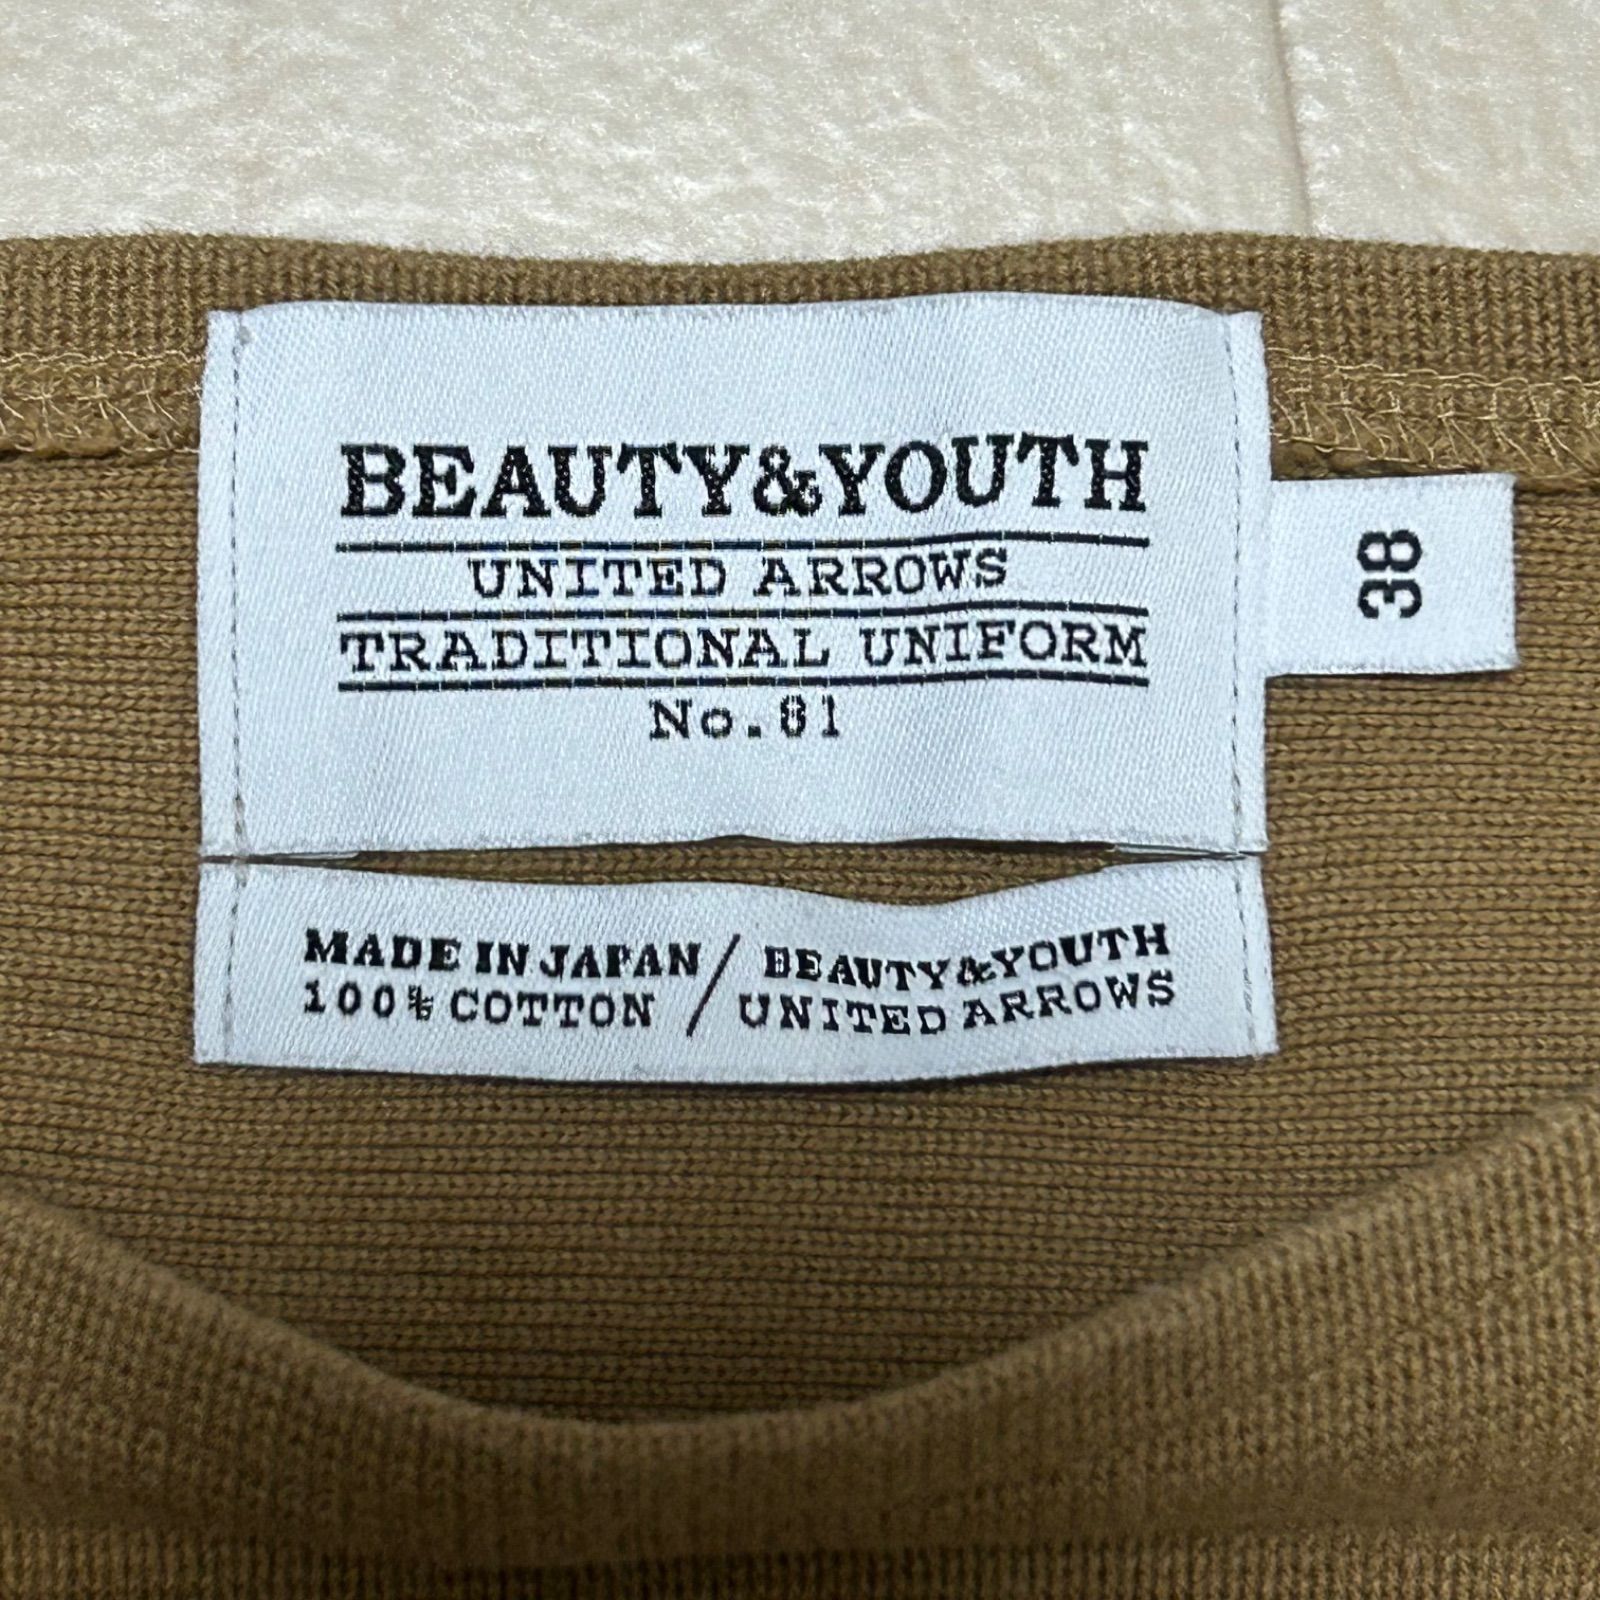 BEAUTY&YOUTH
UNITED ARROWS
TRADITIONAL UNIFORM
No.81
38
MADE IN JAPAN / BEAUTY&YOUTH
100% COTTON / UNITED ARROWS